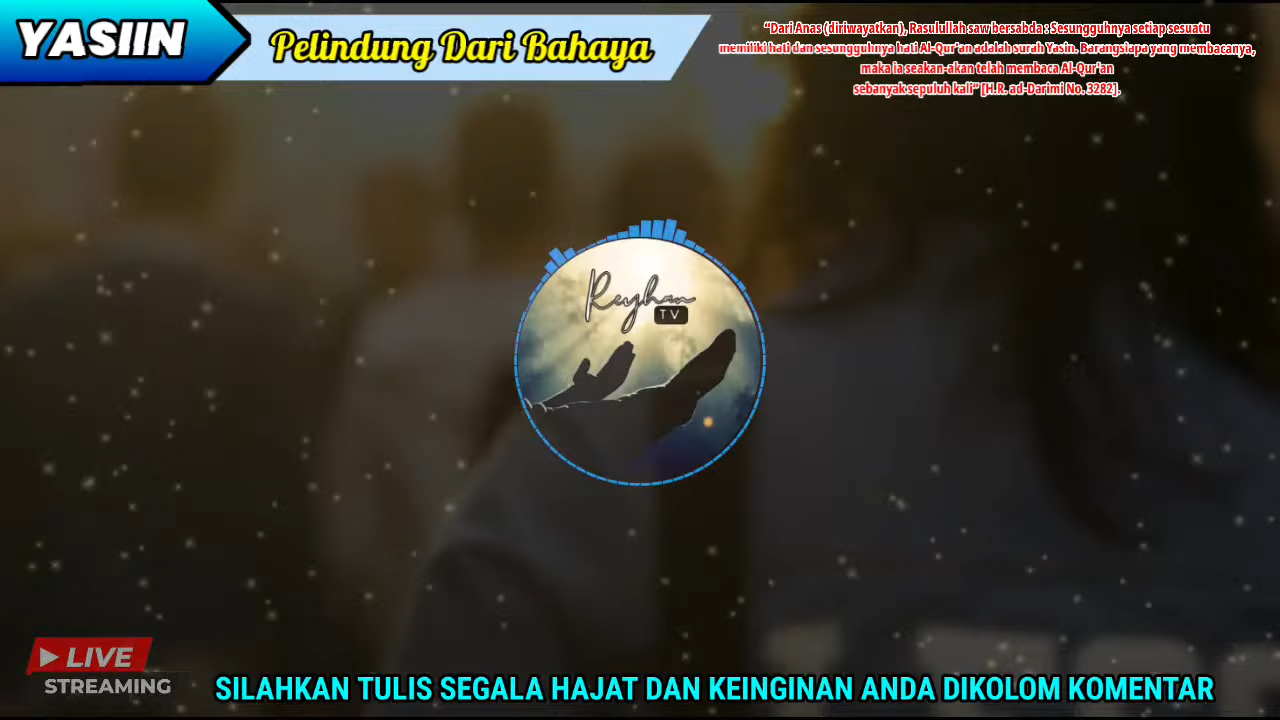 YASIIN
Pelindung Dari Bahaya
“Dari Anas (diriwayatkan), Rasulullah saw bersabda : Sesungguhnya setiap sesuatu
memiliki hati dan sesungguhnya hati Al-Qur'an adalah surah Yasin. Barangsiapa yang membacanya,
maka ia seakan-akan telah membaca Al-Qur'an
sebanyak sepuluh kali” [H.R. ad-Darimi No. 3282].
Reyhan
TV
LIVE
STREAMING
SILAHKAN TULIS SEGALA HAJAT DAN KEINGINAN ANDA DIKOLOM KOMENTAR